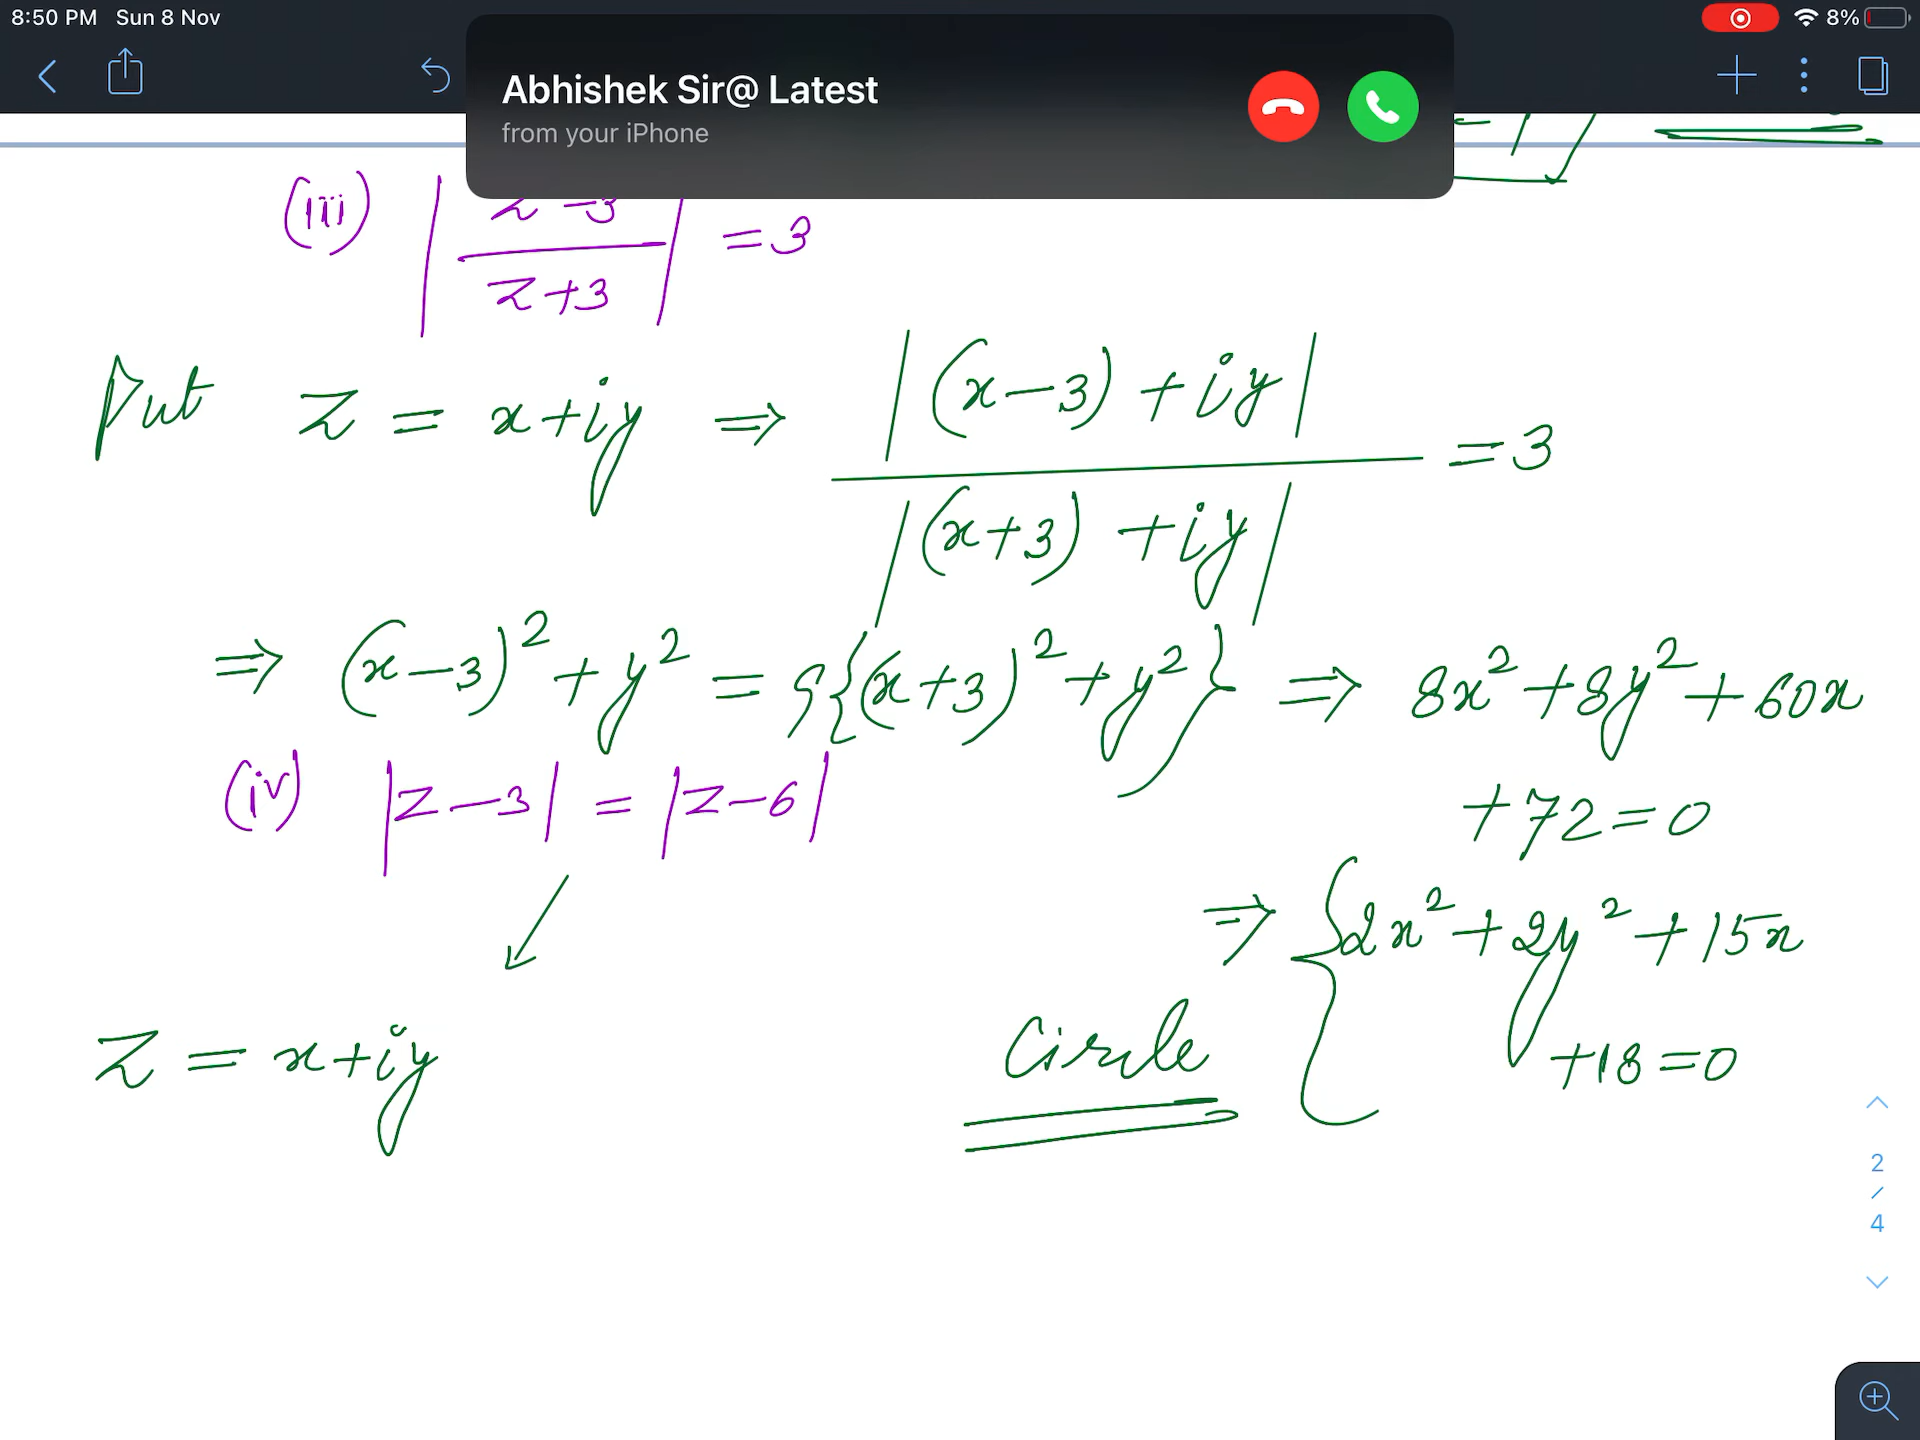 8:50 PM Sun 8 Nov
8%
Abhishek Sir@ Latest
from your iPhone
(iii) | z-3 / z+3 | = 3
Put z = x+iy ⇒ |(x-3)+iy| / |(x+3)+iy| = 3
⇒ (x-3)² + y² = 9{(x+3)² + y²} ⇒ 8x² + 8y² + 60x
+72=0
(iv) |z-3| = |z-6|
⇒ {2x² + 2y² + 15x
+18=0
Circle
z = x+iy
2
/
4